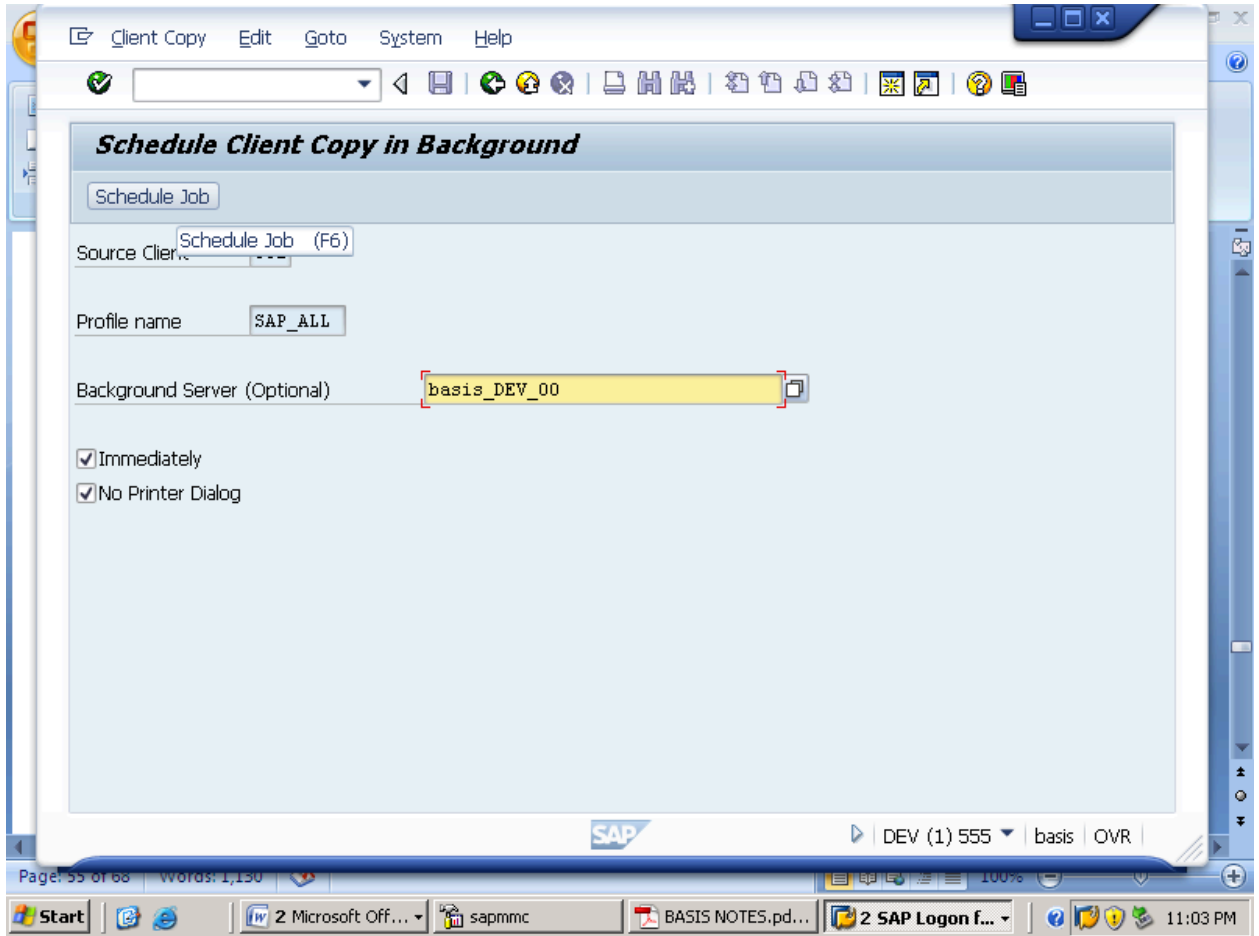 Client Copy Edit Goto System Help
Schedule Client Copy in Background
Schedule Job
Schedule Job (F6)
Source Clien
Profile name SAP_ALL
Background Server (Optional) basis_DEV_00
Immediately
No Printer Dialog
SAP DEV (1) 555 basis OVR
Page: 55 of 68 Words: 1,130 100%
Start 2 Microsoft Off... sapmmc BASIS NOTES.pd... 2 SAP Logon f... 11:03 PM